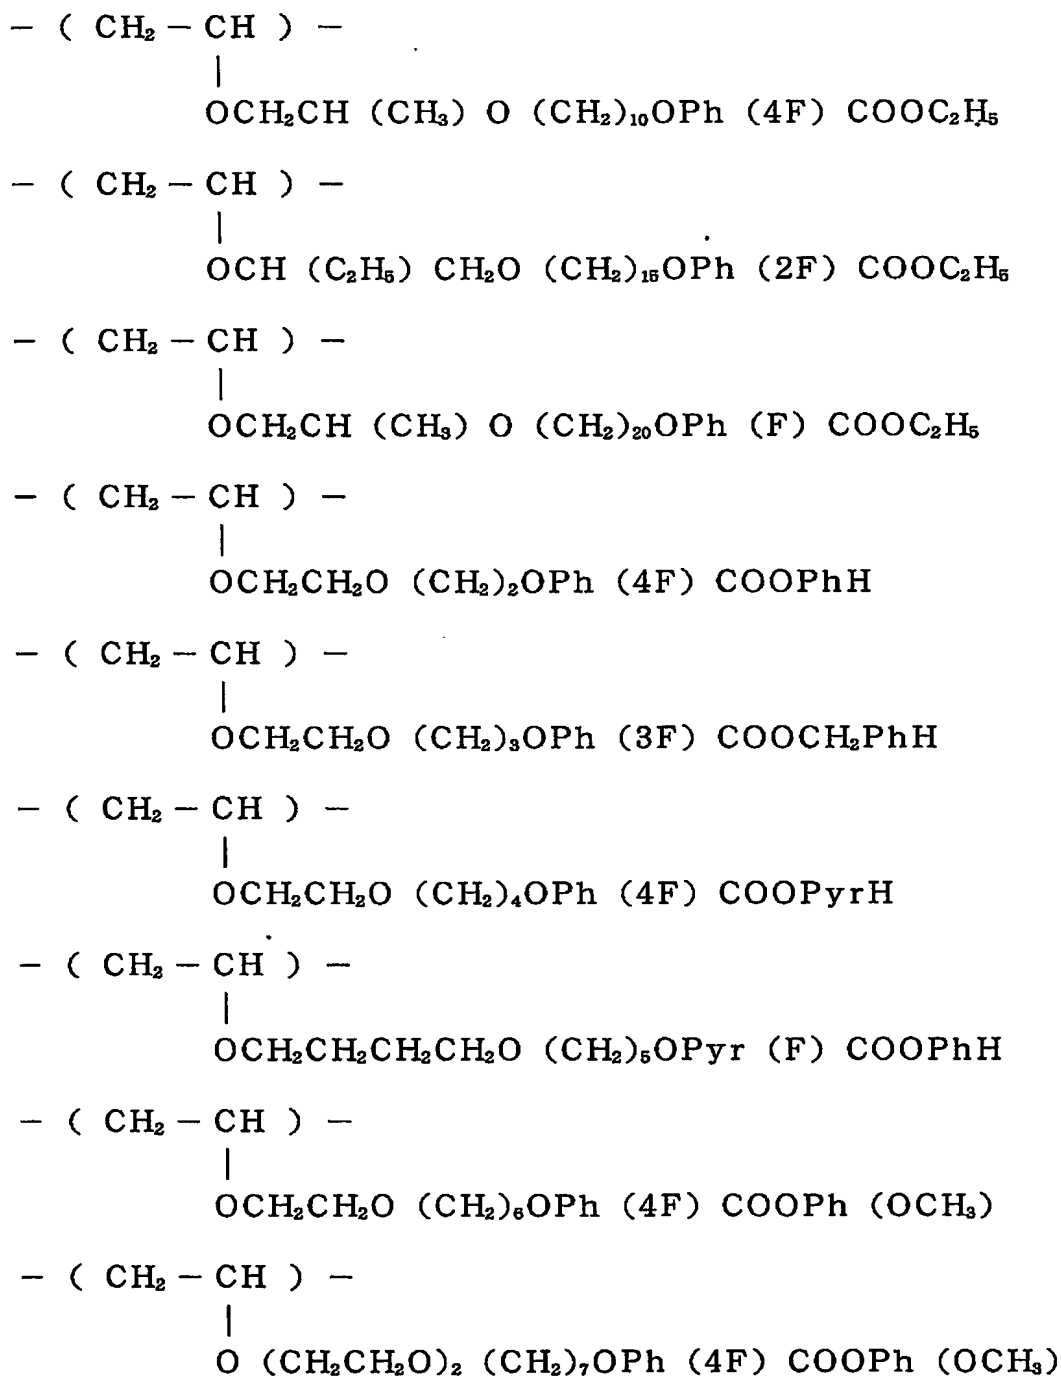 − ( CH₂ − CH ) −
|
OCH₂CH (CH₃) O (CH₂)₁₀OPh (4F) COOC₂H₅
− ( CH₂ − CH ) −
|
OCH (C₂H₅) CH₂O (CH₂)₁₅OPh (2F) COOC₂H₅
− ( CH₂ − CH ) −
|
OCH₂CH (CH₃) O (CH₂)₂₀OPh (F) COOC₂H₅
− ( CH₂ − CH ) −
|
OCH₂CH₂O (CH₂)₂OPh (4F) COOPhH
− ( CH₂ − CH ) −
|
OCH₂CH₂O (CH₂)₃OPh (3F) COOCH₂PhH
− ( CH₂ − CH ) −
|
OCH₂CH₂O (CH₂)₄OPh (4F) COOPyrH
− ( CH₂ − CH ) −
|
OCH₂CH₂CH₂CH₂O (CH₂)₅OPyr (F) COOPhH
− ( CH₂ − CH ) −
|
OCH₂CH₂O (CH₂)₆OPh (4F) COOPh (OCH₃)
− ( CH₂ − CH ) −
|
O (CH₂CH₂O)₂ (CH₂)₇OPh (4F) COOPh (OCH₃)